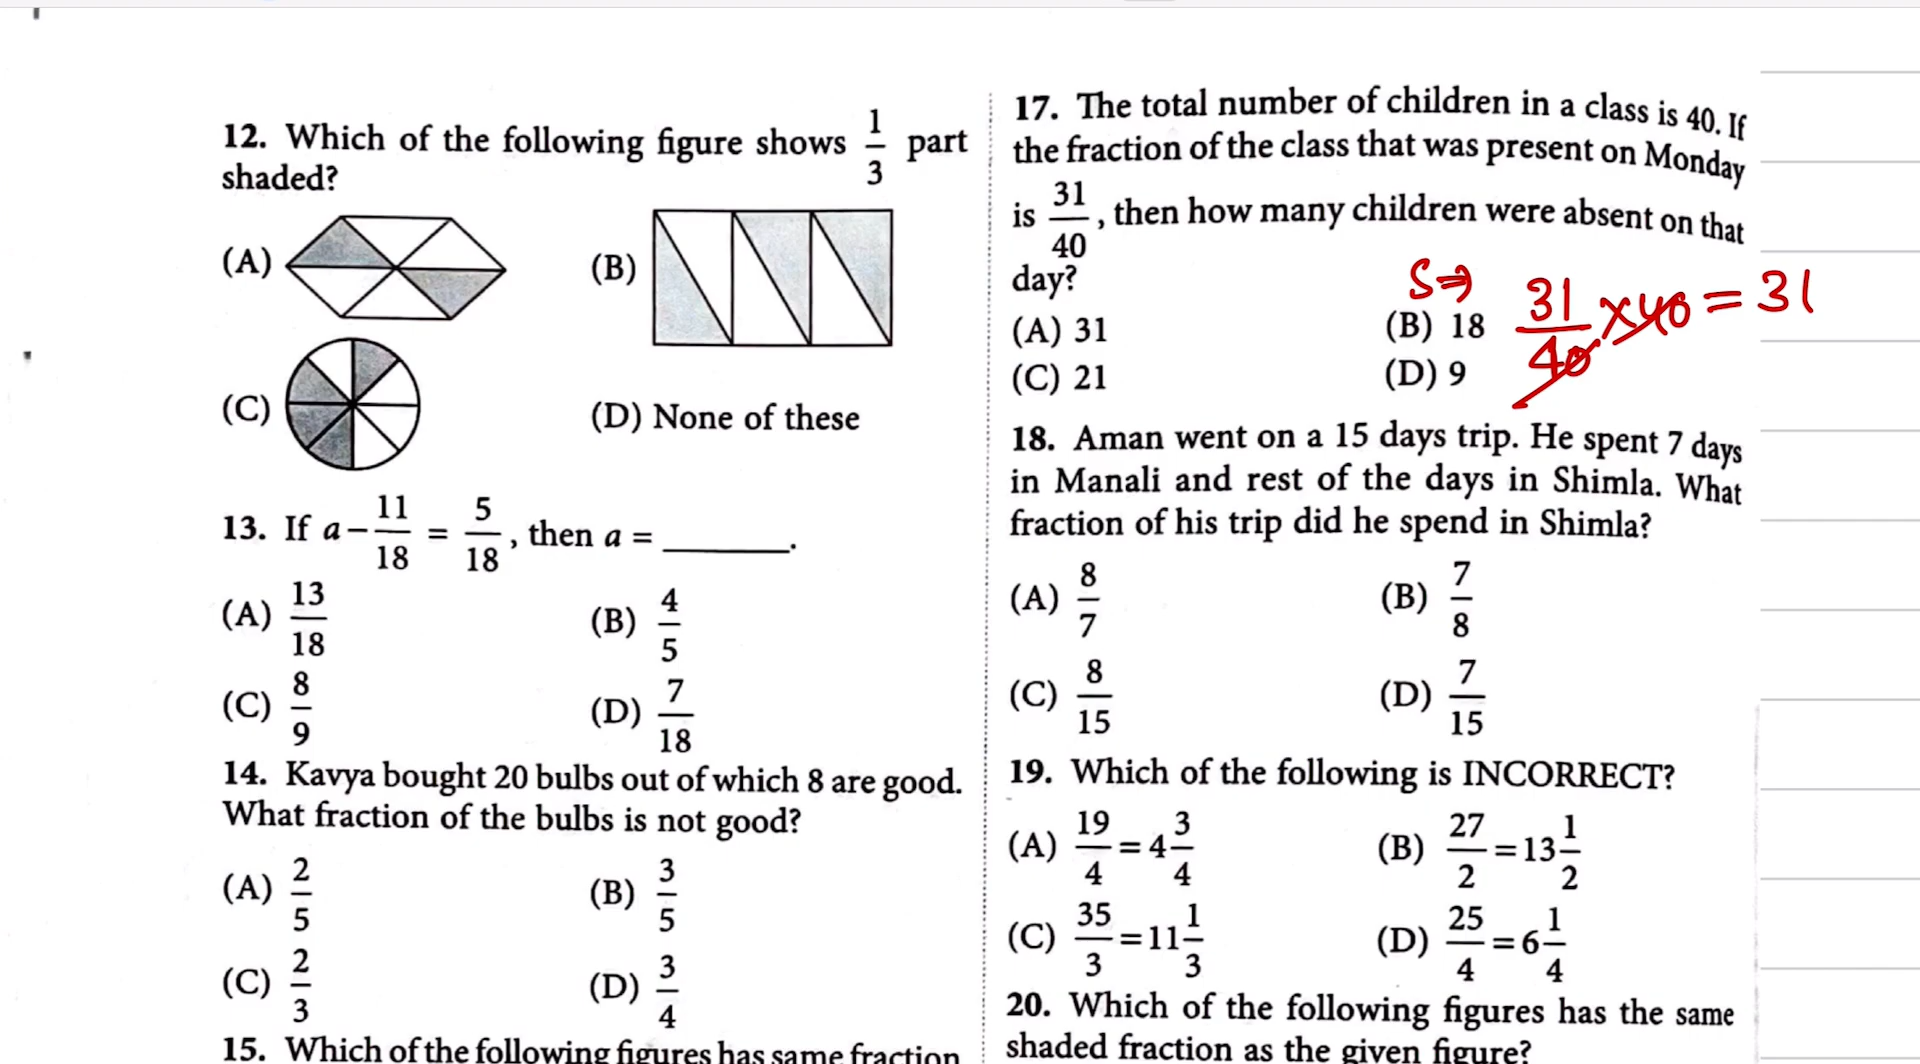 12. Which of the following figure shows 1/3 part
shaded?
(A) (B)
(C) (D) None of these
13. If a – 11/18 = 5/18, then a = ________.
(A) 13/18 (B) 4/5
(C) 8/9 (D) 7/18
14. Kavya bought 20 bulbs out of which 8 are good.
What fraction of the bulbs is not good?
(A) 2/5 (B) 3/5
(C) 2/3 (D) 3/4
15. Which of the following figures has same fraction
17. The total number of children in a class is 40. If
the fraction of the class that was present on Monday
is 31/40, then how many children were absent on that
day?
(A) 31 (B) 18
(C) 21 (D) 9
S⇒ 31/40 × 40 = 31
18. Aman went on a 15 days trip. He spent 7 days
in Manali and rest of the days in Shimla. What
fraction of his trip did he spend in Shimla?
(A) 8/7 (B) 7/8
(C) 8/15 (D) 7/15
19. Which of the following is INCORRECT?
(A) 19/4 = 4 3/4 (B) 27/2 = 13 1/2
(C) 35/3 = 11 1/3 (D) 25/4 = 6 1/4
20. Which of the following figures has the same
shaded fraction as the given figure?